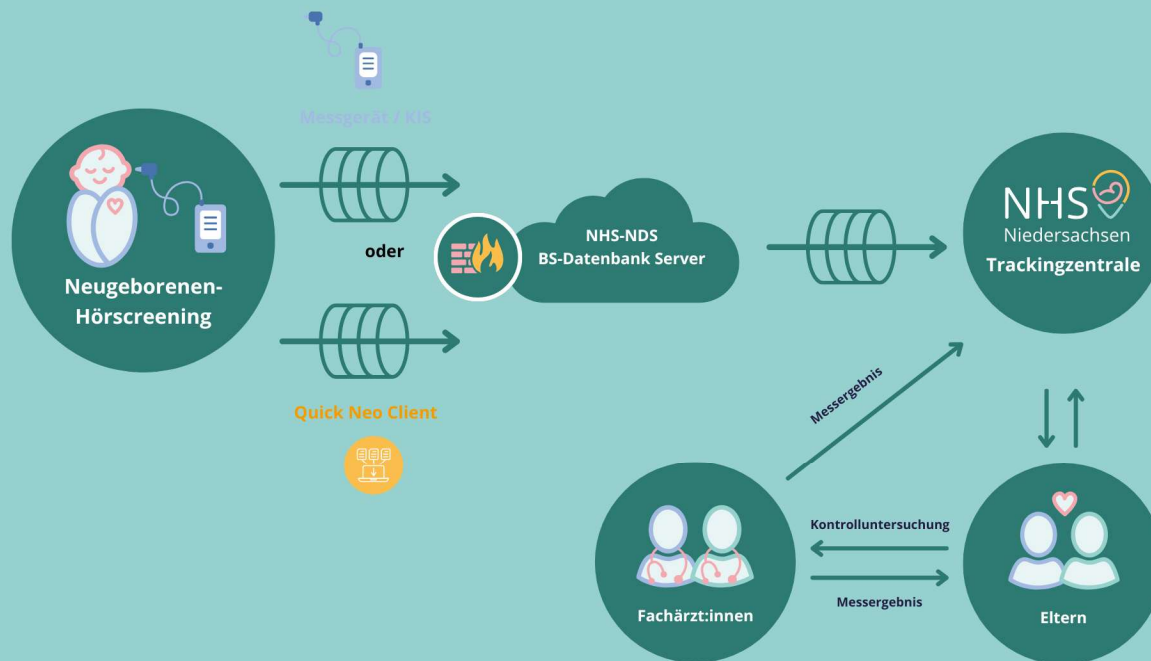 Messgerät / KIS
Neugeborenen-
Hörscreening
oder
NHS-NDS
BS-Datenbank Server
NHS
Niedersachsen
Trackingzentrale
Quick Neo Client
Messergebnis
Fachärzt:innen
Kontrolluntersuchung
Messergebnis
Eltern